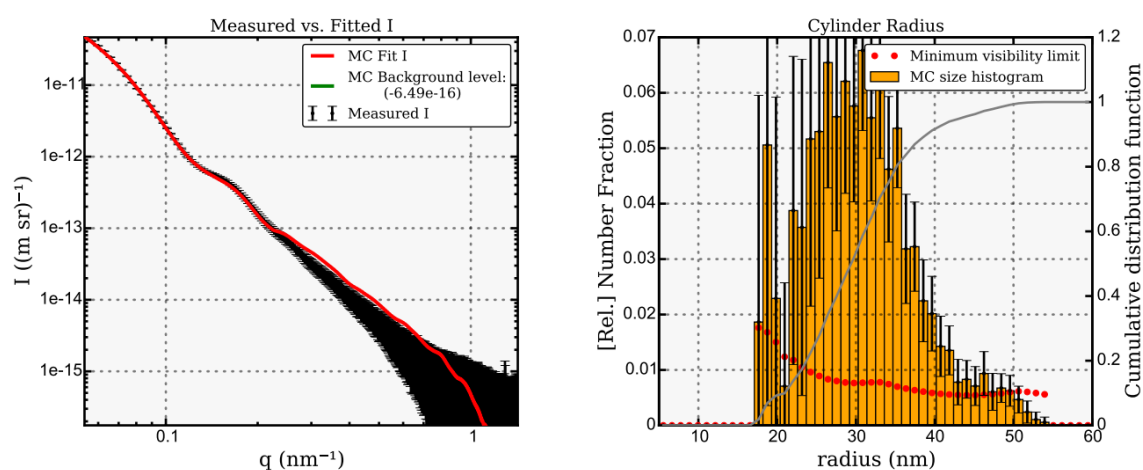 Measured vs. Fitted I
MC Fit I
MC Background level:
(-6.49e-16)
Measured I
1e-11
1e-12
1e-13
1e-14
1e-15
I ((m sr)⁻¹)
0.1
1
q (nm⁻¹)
Cylinder Radius
Minimum visibility limit
MC size histogram
0.07
0.06
0.05
0.04
0.03
0.02
0.01
0
[Rel.] Number Fraction
10
20
30
40
50
60
radius (nm)
1.2
1
0.8
0.6
0.4
0.2
0
Cumulative distribution function